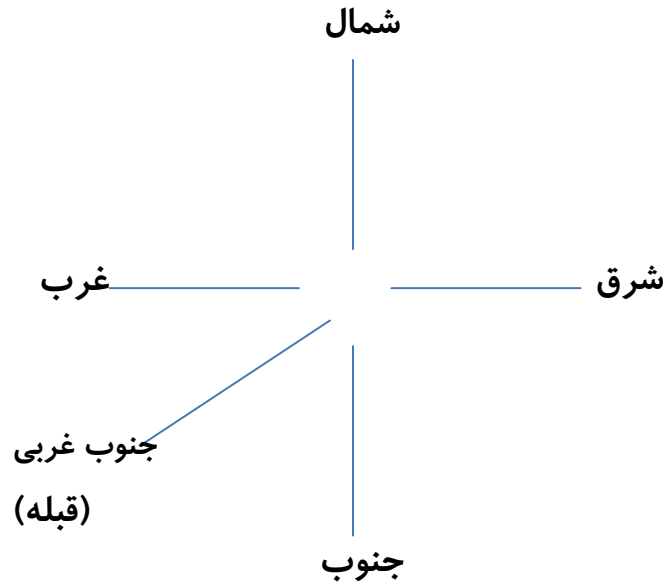 شمال
شرق
غرب
جنوب غربی
(قبله)
جنوب